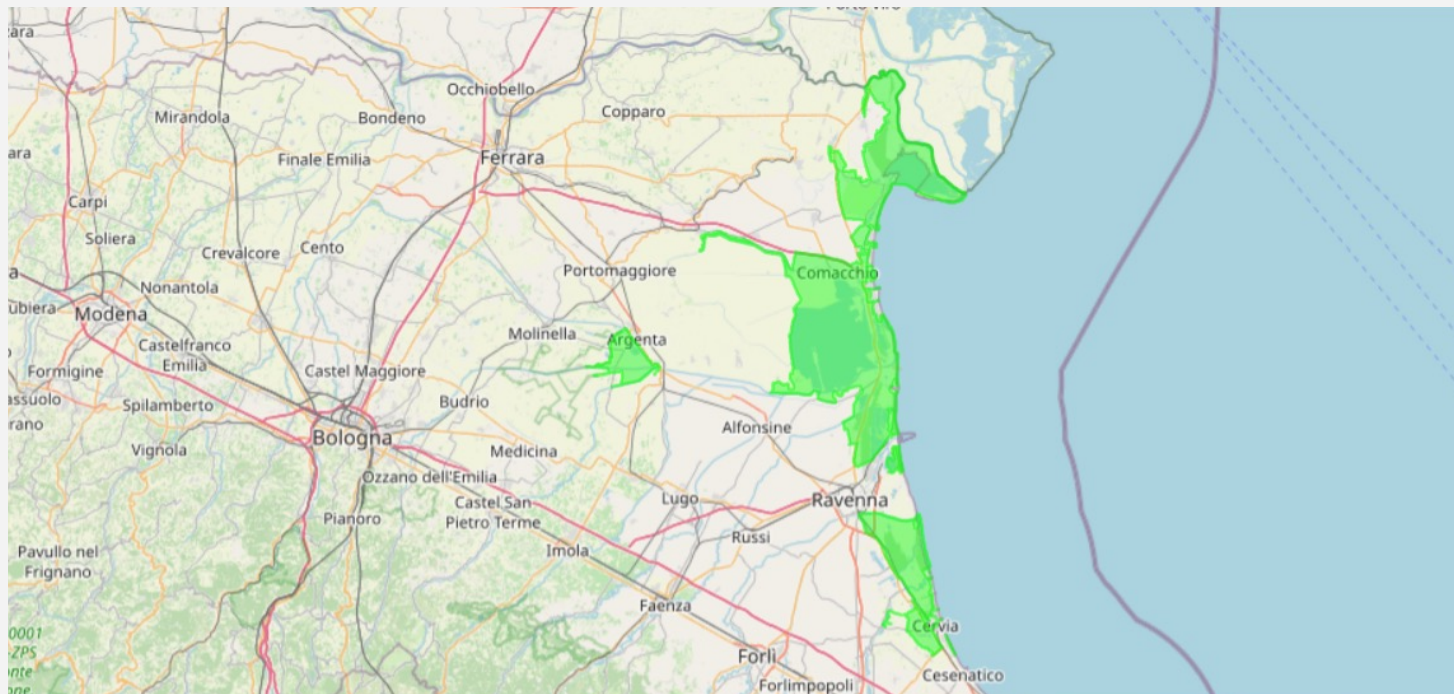 Occhiobello
Copparo
Mirandola
Bondeno
Ferrara
Finale Emilia
Carpi
Soliera
Crevalcore
Cento
Portomaggiore
Comacchio
Nonantola
Modena
Molinella
Argenta
Castelfranco
Emilia
Formigine
Castel Maggiore
Spilamberto
Budrio
Alfonsine
Bologna
Vignola
Medicina
Ozzano dell'Emilia
Lugo
Ravenna
Castel San
Pietro Terme
Pianoro
Russi
Imola
Pavullo nel
Frignano
Faenza
Cervia
Forlì
Cesenatico
Forlimpopoli